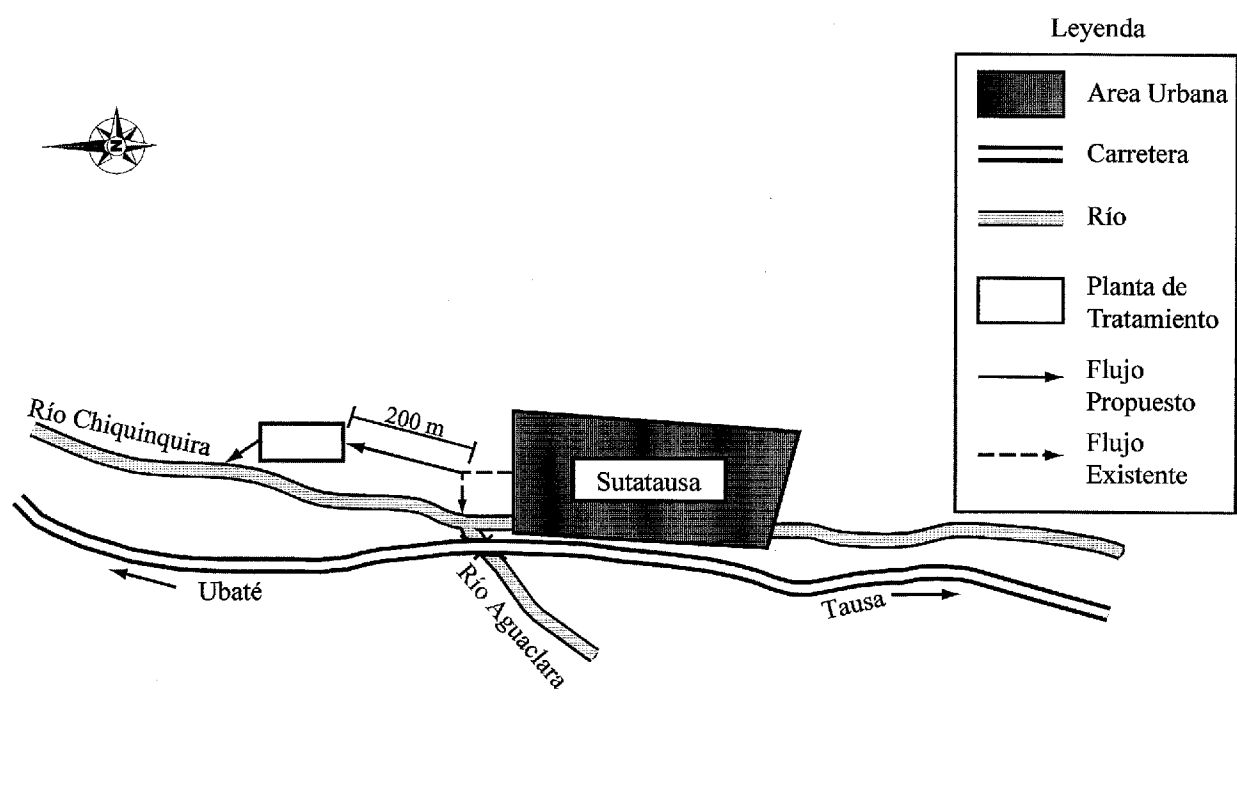 Leyenda
Area Urbana
Carretera
Río
Planta de
Tratamiento
Flujo
Propuesto
Flujo
Existente
N
Río Chiquinquira
200 m
Sutatausa
Ubaté
Río Aguaclara
Tausa